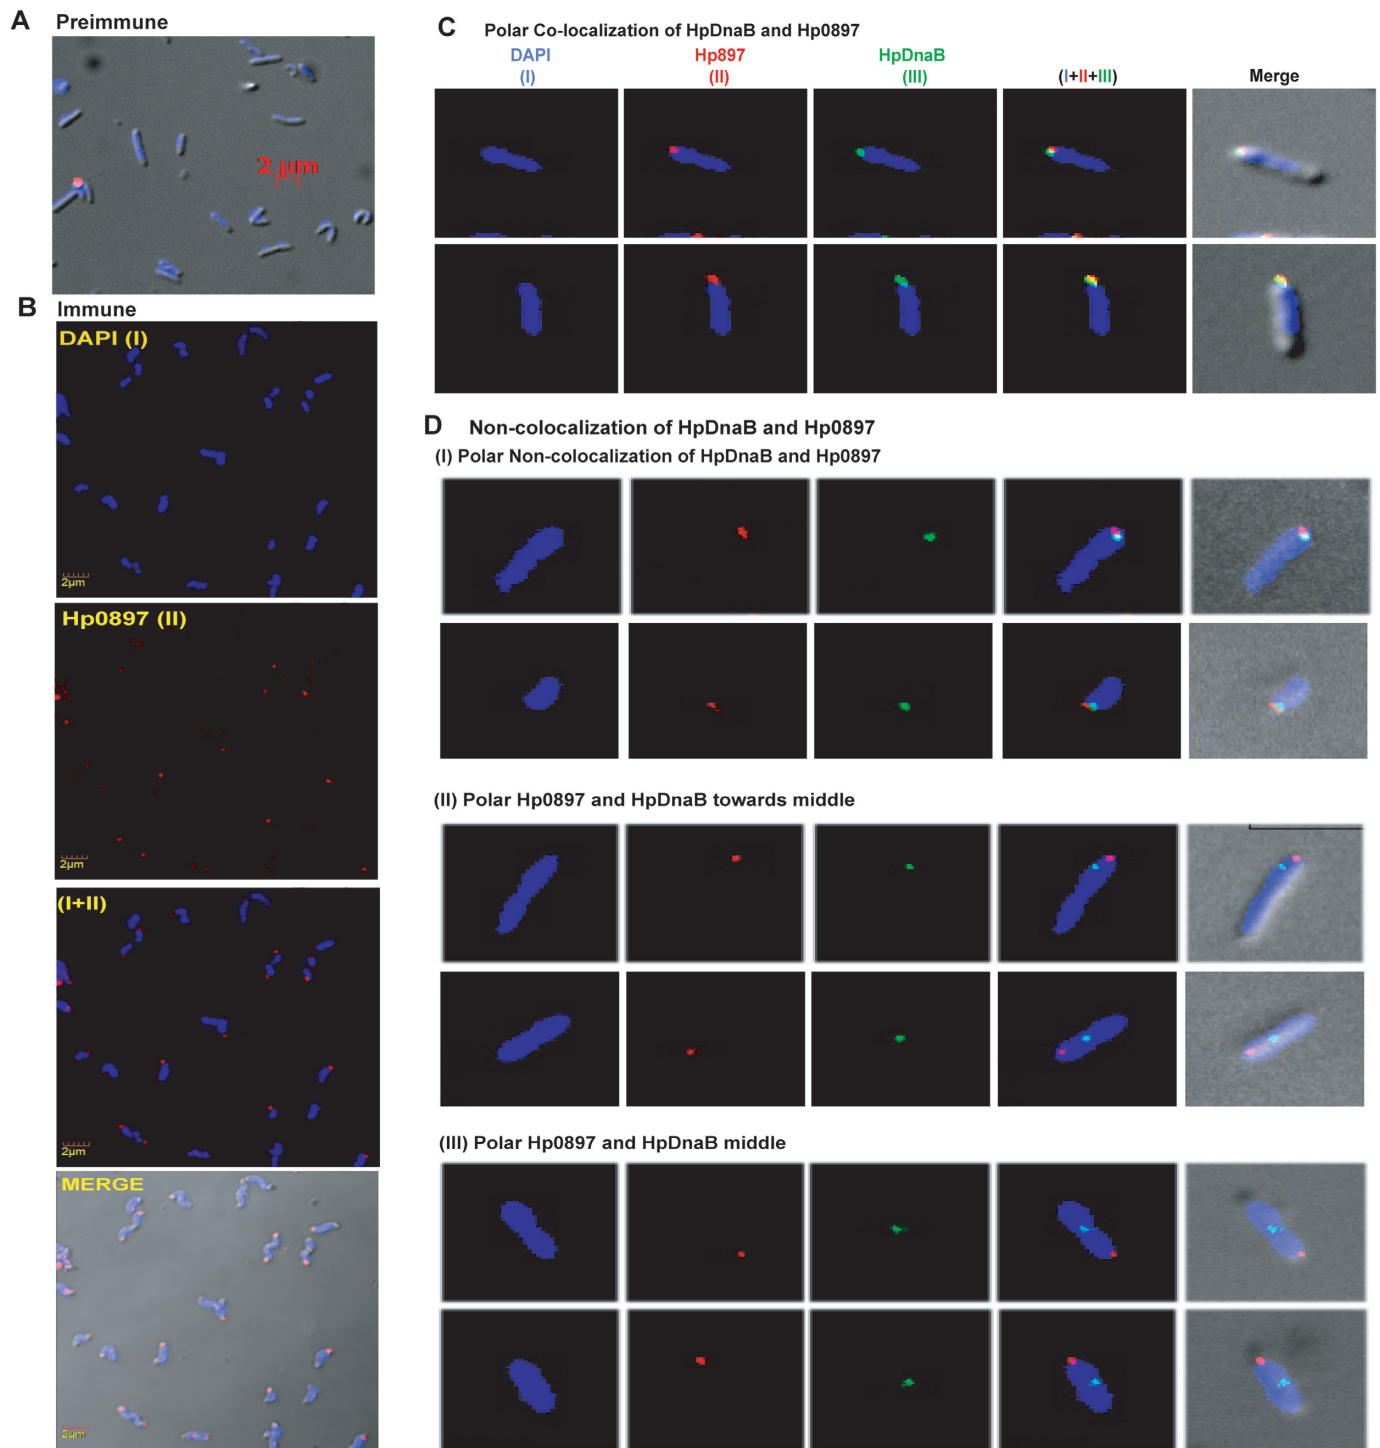 A
Preimmune
2 µm
B
Immune
DAPI (I)
2µm
Hp0897 (II)
2µm
(I+II)
2µm
MERGE
2µm
C
Polar Co-localization of HpDnaB and Hp0897
DAPI Hp897 HpDnaB
(I) (II) (III) (I+II+III) Merge
D
Non-colocalization of HpDnaB and Hp0897
(I) Polar Non-colocalization of HpDnaB and Hp0897
(II) Polar Hp0897 and HpDnaB towards middle
(III) Polar Hp0897 and HpDnaB middle